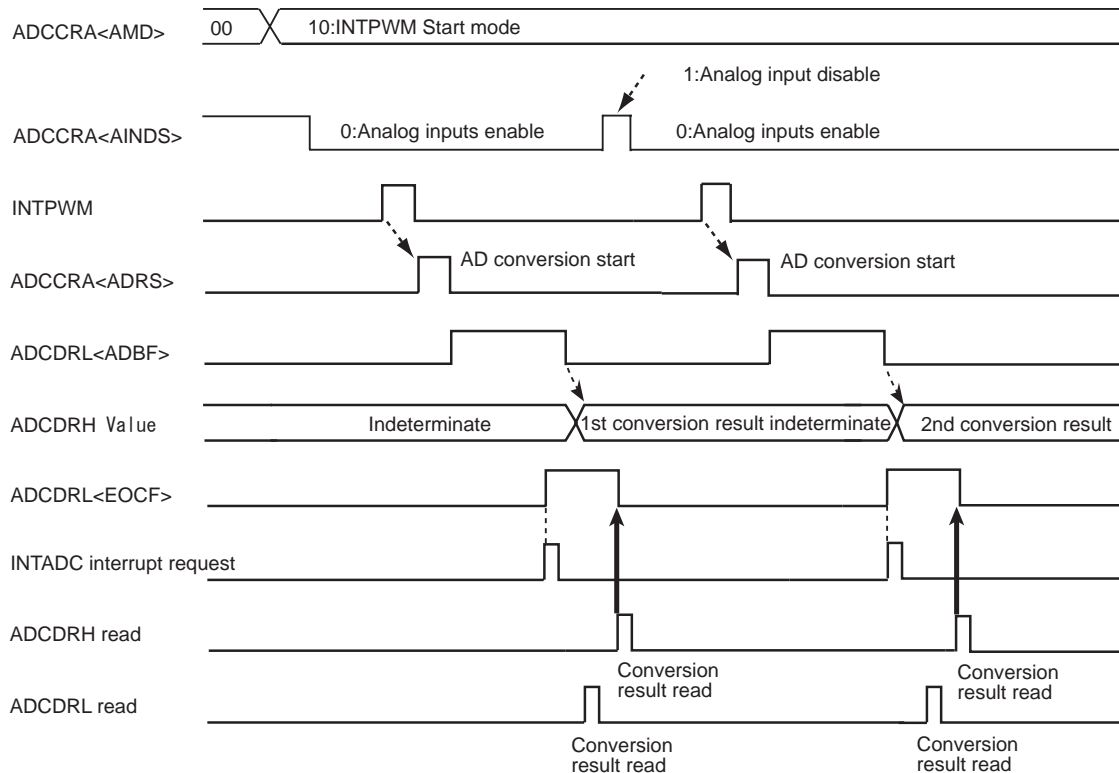 ADCCRA<AMD>
00
10:INTPWM Start mode
1:Analog input disable
ADCCRA<AINDS>
0:Analog inputs enable
0:Analog inputs enable
INTPWM
AD conversion start
AD conversion start
ADCCRA<ADRS>
ADCDRL<ADBF>
ADCDRH Value
Indeterminate
1st conversion result indeterminate
2nd conversion result
ADCDRL<EOCF>
INTADC interrupt request
ADCDRH read
Conversion
result read
Conversion
result read
ADCDRL read
Conversion
result read
Conversion
result read